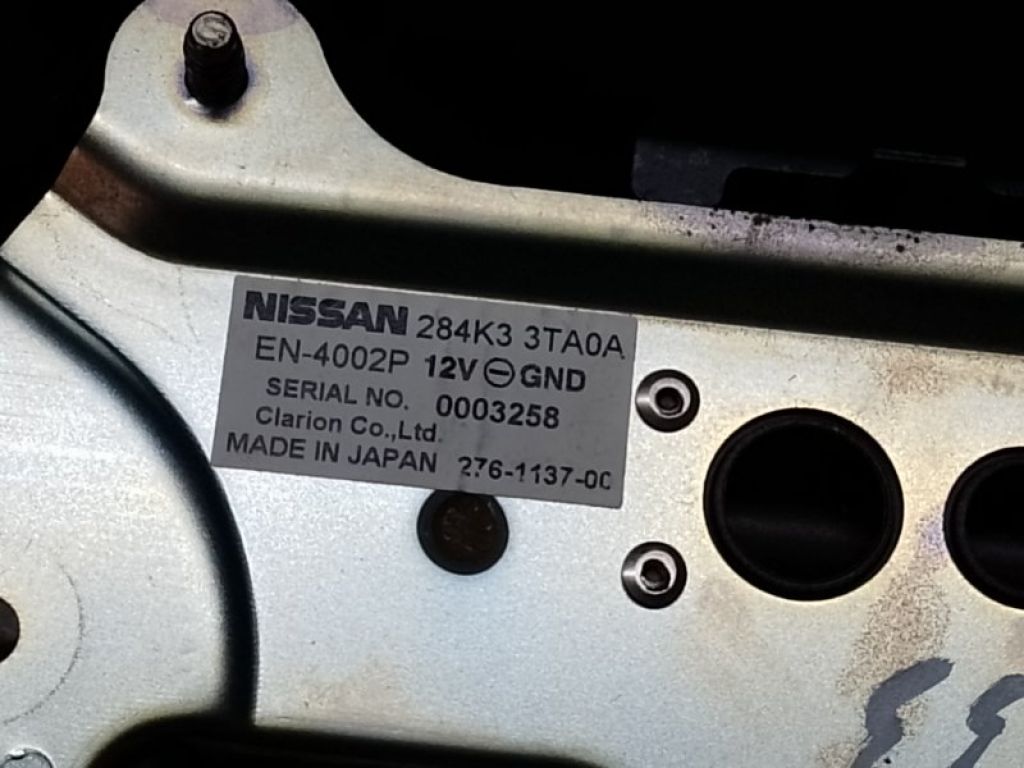 NISSAN 284K3 3TA0A
EN-4002P 12V ⊖ GND
SERIAL NO. 0003258
Clarion Co.,Ltd.
MADE IN JAPAN 276-1137-00